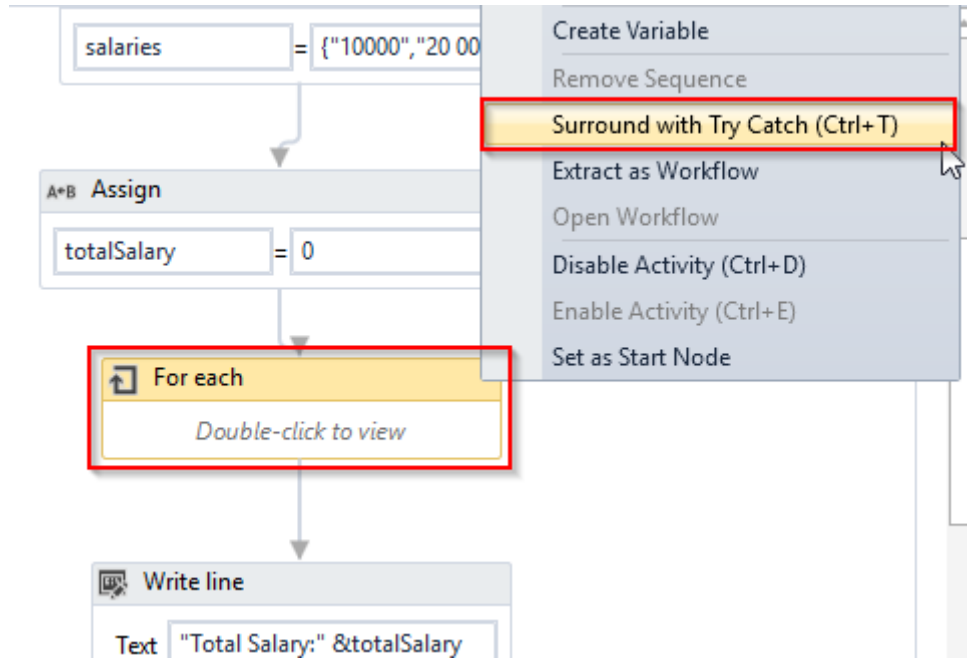 salaries = {"10000","20 00
Create Variable
Remove Sequence
Surround with Try Catch (Ctrl+T)
Extract as Workflow
Open Workflow
Disable Activity (Ctrl+D)
Enable Activity (Ctrl+E)
Set as Start Node
A+B Assign
totalSalary = 0
For each
Double-click to view
Write line
Text "Total Salary:" &totalSalary